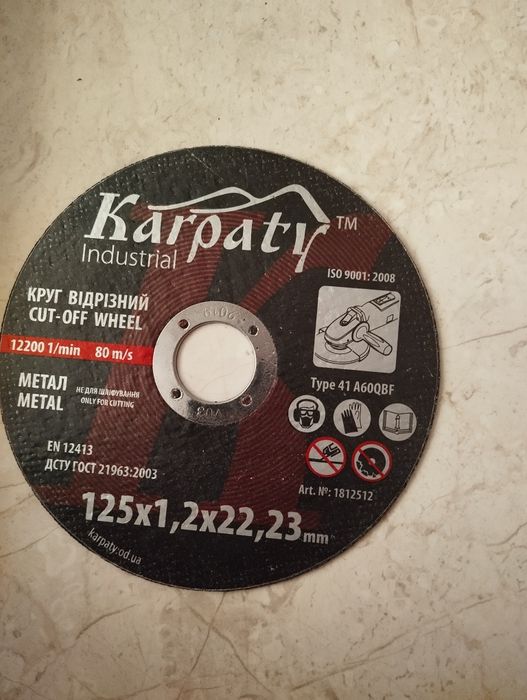 Karpaty™
Industrial
ISO 9001: 2008
КРУГ ВІДРІЗНИЙ
CUT-OFF WHEEL
12200 1/min 80 m/s
МЕТАЛ
METAL
НЕ ДЛЯ ШЛІФУВАННЯ
ONLY FOR CUTTING
Type 41 A60QBF
EN 12413
ДСТУ ГОСТ 21963:2003
Art. №: 1812512
125x1,2x22,23 mm
karpaty.od.ua